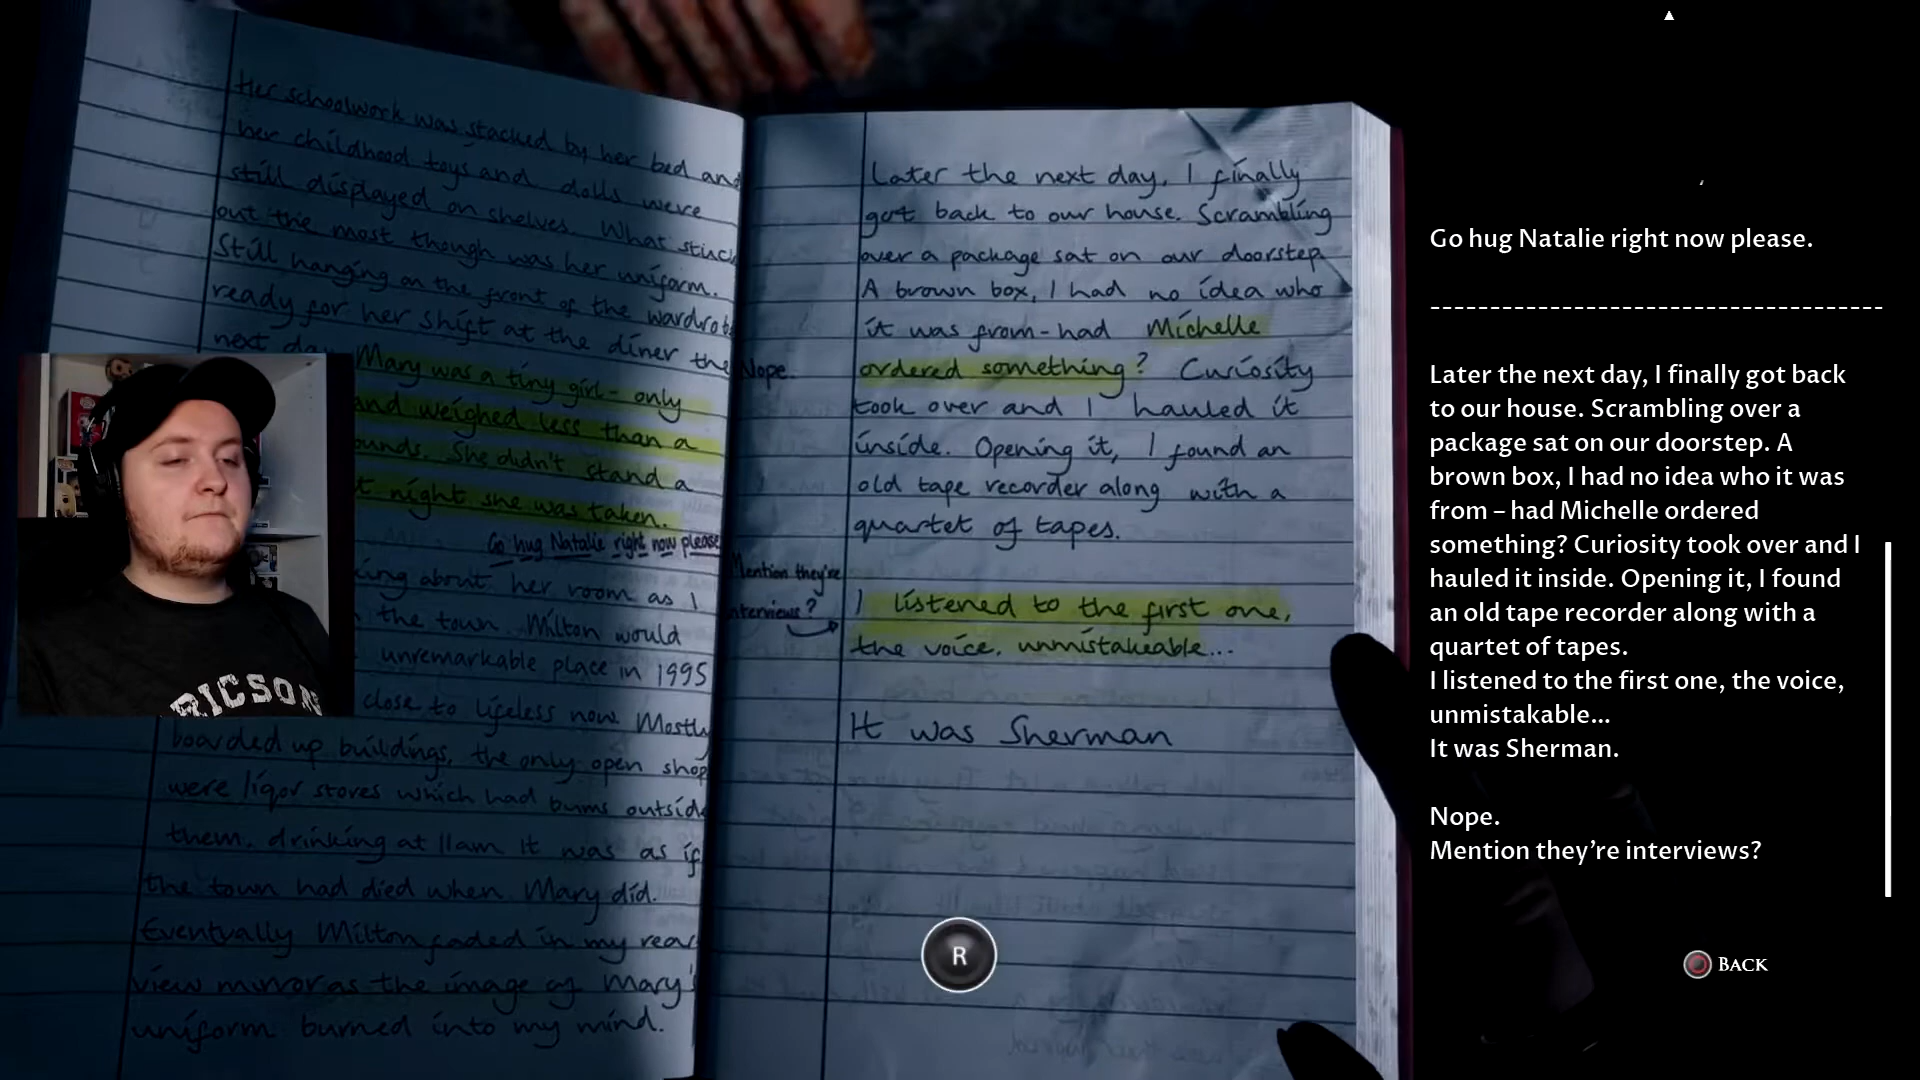 Her schoolwork was stacked by her bed and
her childhood toys and dolls were
still displayed on shelves. What stuck
out the most though was her uniform.
Still hanging on the front of the wardrobe
ready for her shift at the diner the
next day. Mary was a tiny girl - only
and weighed less than a
ounds. She didn't stand a
t night she was taken.
Go hug Natalie right now please
king about her room as I
the town. Milton would
unremarkable place in 1995
close to lifeless now. Mostly
boarded up buildings, the only open shop
were liqor stores which had bums outside
them, drinking at 11am It was as if
the town had died when Mary did.
Eventually Milton faded in my rear
view mirror as the image of Mary's
uniform burned into my mind.
Later the next day, I finally
got back to our house. Scrambling
over a package sat on our doorstep.
A brown box, I had no idea who
it was from - had Michelle
Nope.
ordered something? Curiosity
took over and I hauled it
inside. Opening it, I found an
old tape recorder along with a
quartet of tapes.
Mention they're
interviews?
I listened to the first one,
the voice, unmistakeable...
It was Sherman
R
Go hug Natalie right now please.
------------------------------------
Later the next day, I finally got back
to our house. Scrambling over a
package sat on our doorstep. A
brown box, I had no idea who it was
from – had Michelle ordered
something? Curiosity took over and I
hauled it inside. Opening it, I found
an old tape recorder along with a
quartet of tapes.
I listened to the first one, the voice,
unmistakable...
It was Sherman.
Nope.
Mention they're interviews?
BACK
ERICSON